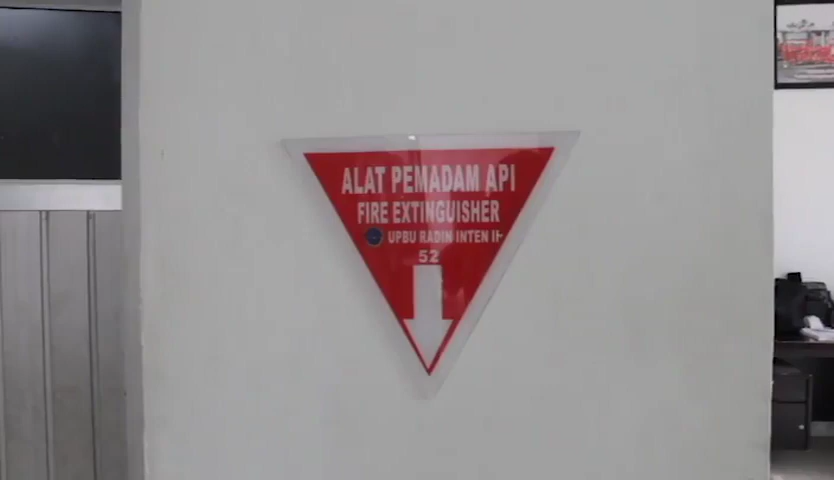 ALAT PEMADAM API
FIRE EXTINGUISHER
UPBU RADIN INTEN II
52